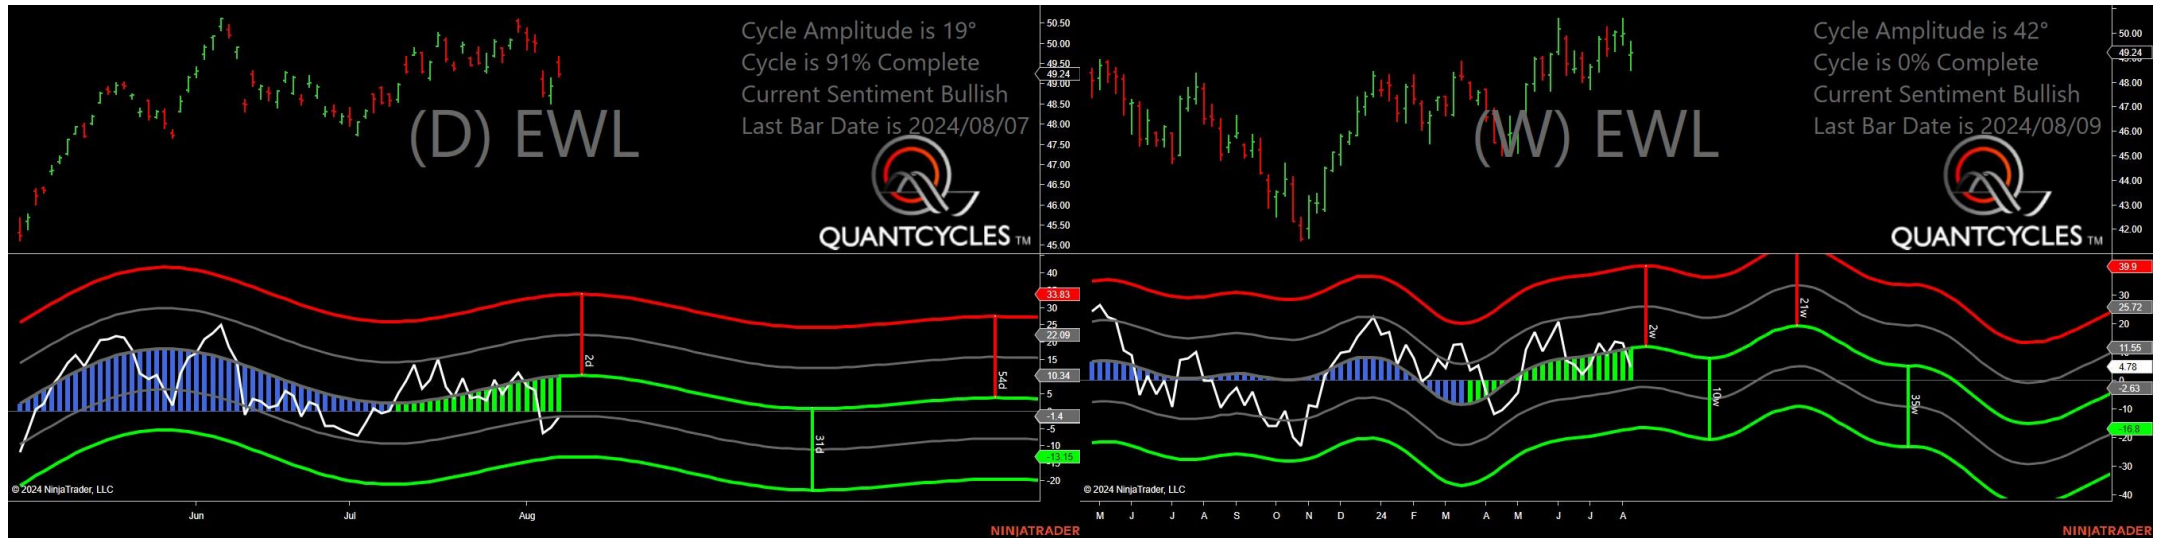 Cycle Amplitude is 19°
Cycle is 91% Complete
Current Sentiment Bullish
Last Bar Date is 2024/08/07
(D) EWL
QUANTCYCLES TM
50.50
50.00
49.50
49.24
49.00
48.50
48.00
47.50
47.00
46.50
46.00
45.50
45.00
40
33.83
30
25
22.09
20
15
10.34
5
-1.4
-5
-10
-13.15
-20
2d
31d
54d
© 2024 NinjaTrader, LLC
Jun
Jul
Aug
NINJATRADER
Cycle Amplitude is 42°
Cycle is 0% Complete
Current Sentiment Bullish
Last Bar Date is 2024/08/09
(W) EWL
QUANTCYCLES TM
50.00
49.24
48.00
47.00
46.00
45.00
44.00
43.00
42.00
39.9
30
25.72
20
11.55
4.78
-2.63
-10
-16.8
-20
-30
-40
2w
10w
21w
35w
© 2024 NinjaTrader, LLC
M J J A S O N D 24 F M A M J J A
NINJATRADER